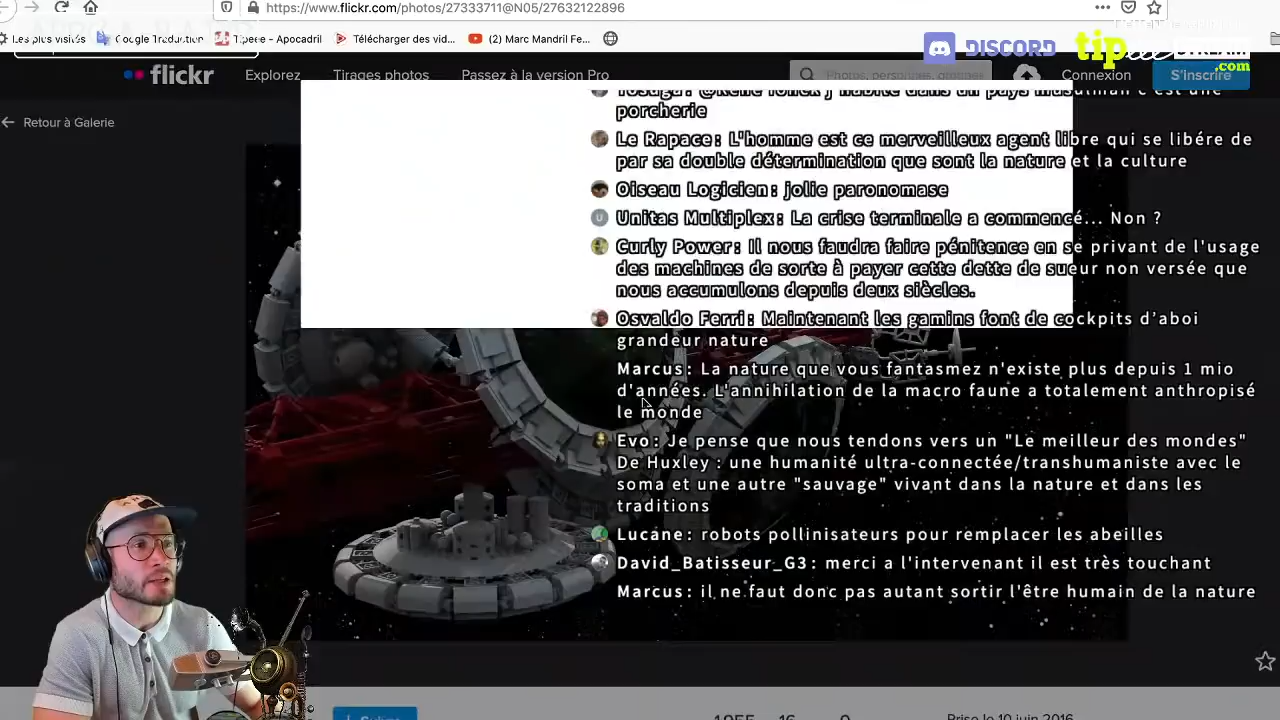 https://www.flickr.com/photos/27333711@N05/27632122896
Les plus visités
Google Traduction
Tipeee - Apocadril
Télécharger des vid...
(2) Marc Mandril Fe...
DISCORD
tip
.com
flickr
Explorez
Tirages photos
Passez à la version Pro
Photos, personnes, groupes
Connexion
S'inscrire
Retour à Galerie
porcherie
Le Rapace: L'homme est ce merveilleux agent libre qui se libére de
par sa double détermination que sont la nature et la culture
Oiseau Logicien: jolie paronomase
U
Unitas Multiplex: La crise terminale a commencé... Non ?
Curly Power: Il nous faudra faire pénitence en se privant de l'usage
des machines de sorte à payer cette dette de sueur non versée que
nous accumulons depuis deux siècles.
Osvaldo Ferri: Maintenant les gamins font de cockpits d'aboi
grandeur nature
Marcus: La nature que vous fantasmez n'existe plus depuis 1 mio
d'années. L'annihilation de la macro faune a totalement anthropisé
le monde
Evo: Je pense que nous tendons vers un "Le meilleur des mondes"
De Huxley : une humanité ultra-connectée/transhumaniste avec le
soma et une autre "sauvage" vivant dans la nature et dans les
traditions
Lucane: robots pollinisateurs pour remplacer les abeilles
David_Batisseur_G3: merci a l'intervenant il est très touchant
Marcus: il ne faut donc pas autant sortir l'être humain de la nature
Prise le 10 juin 2016